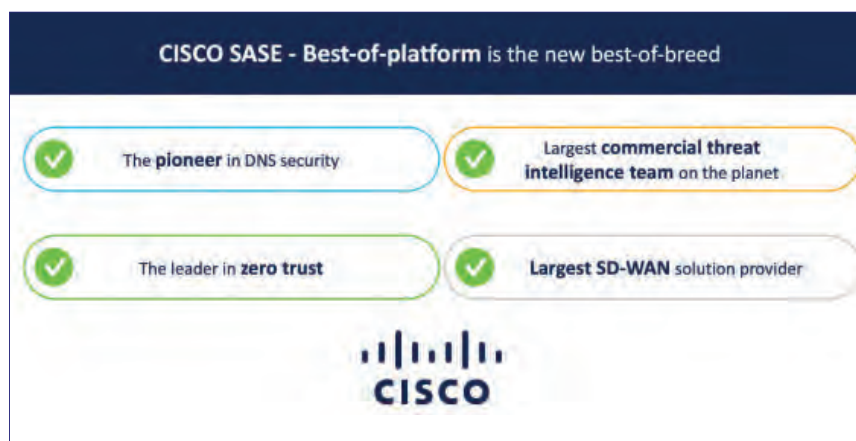 CISCO SASE - Best-of-platform is the new best-of-breed
The pioneer in DNS security
Largest commercial threat
intelligence team on the planet
The leader in zero trust
Largest SD-WAN solution provider
CISCO